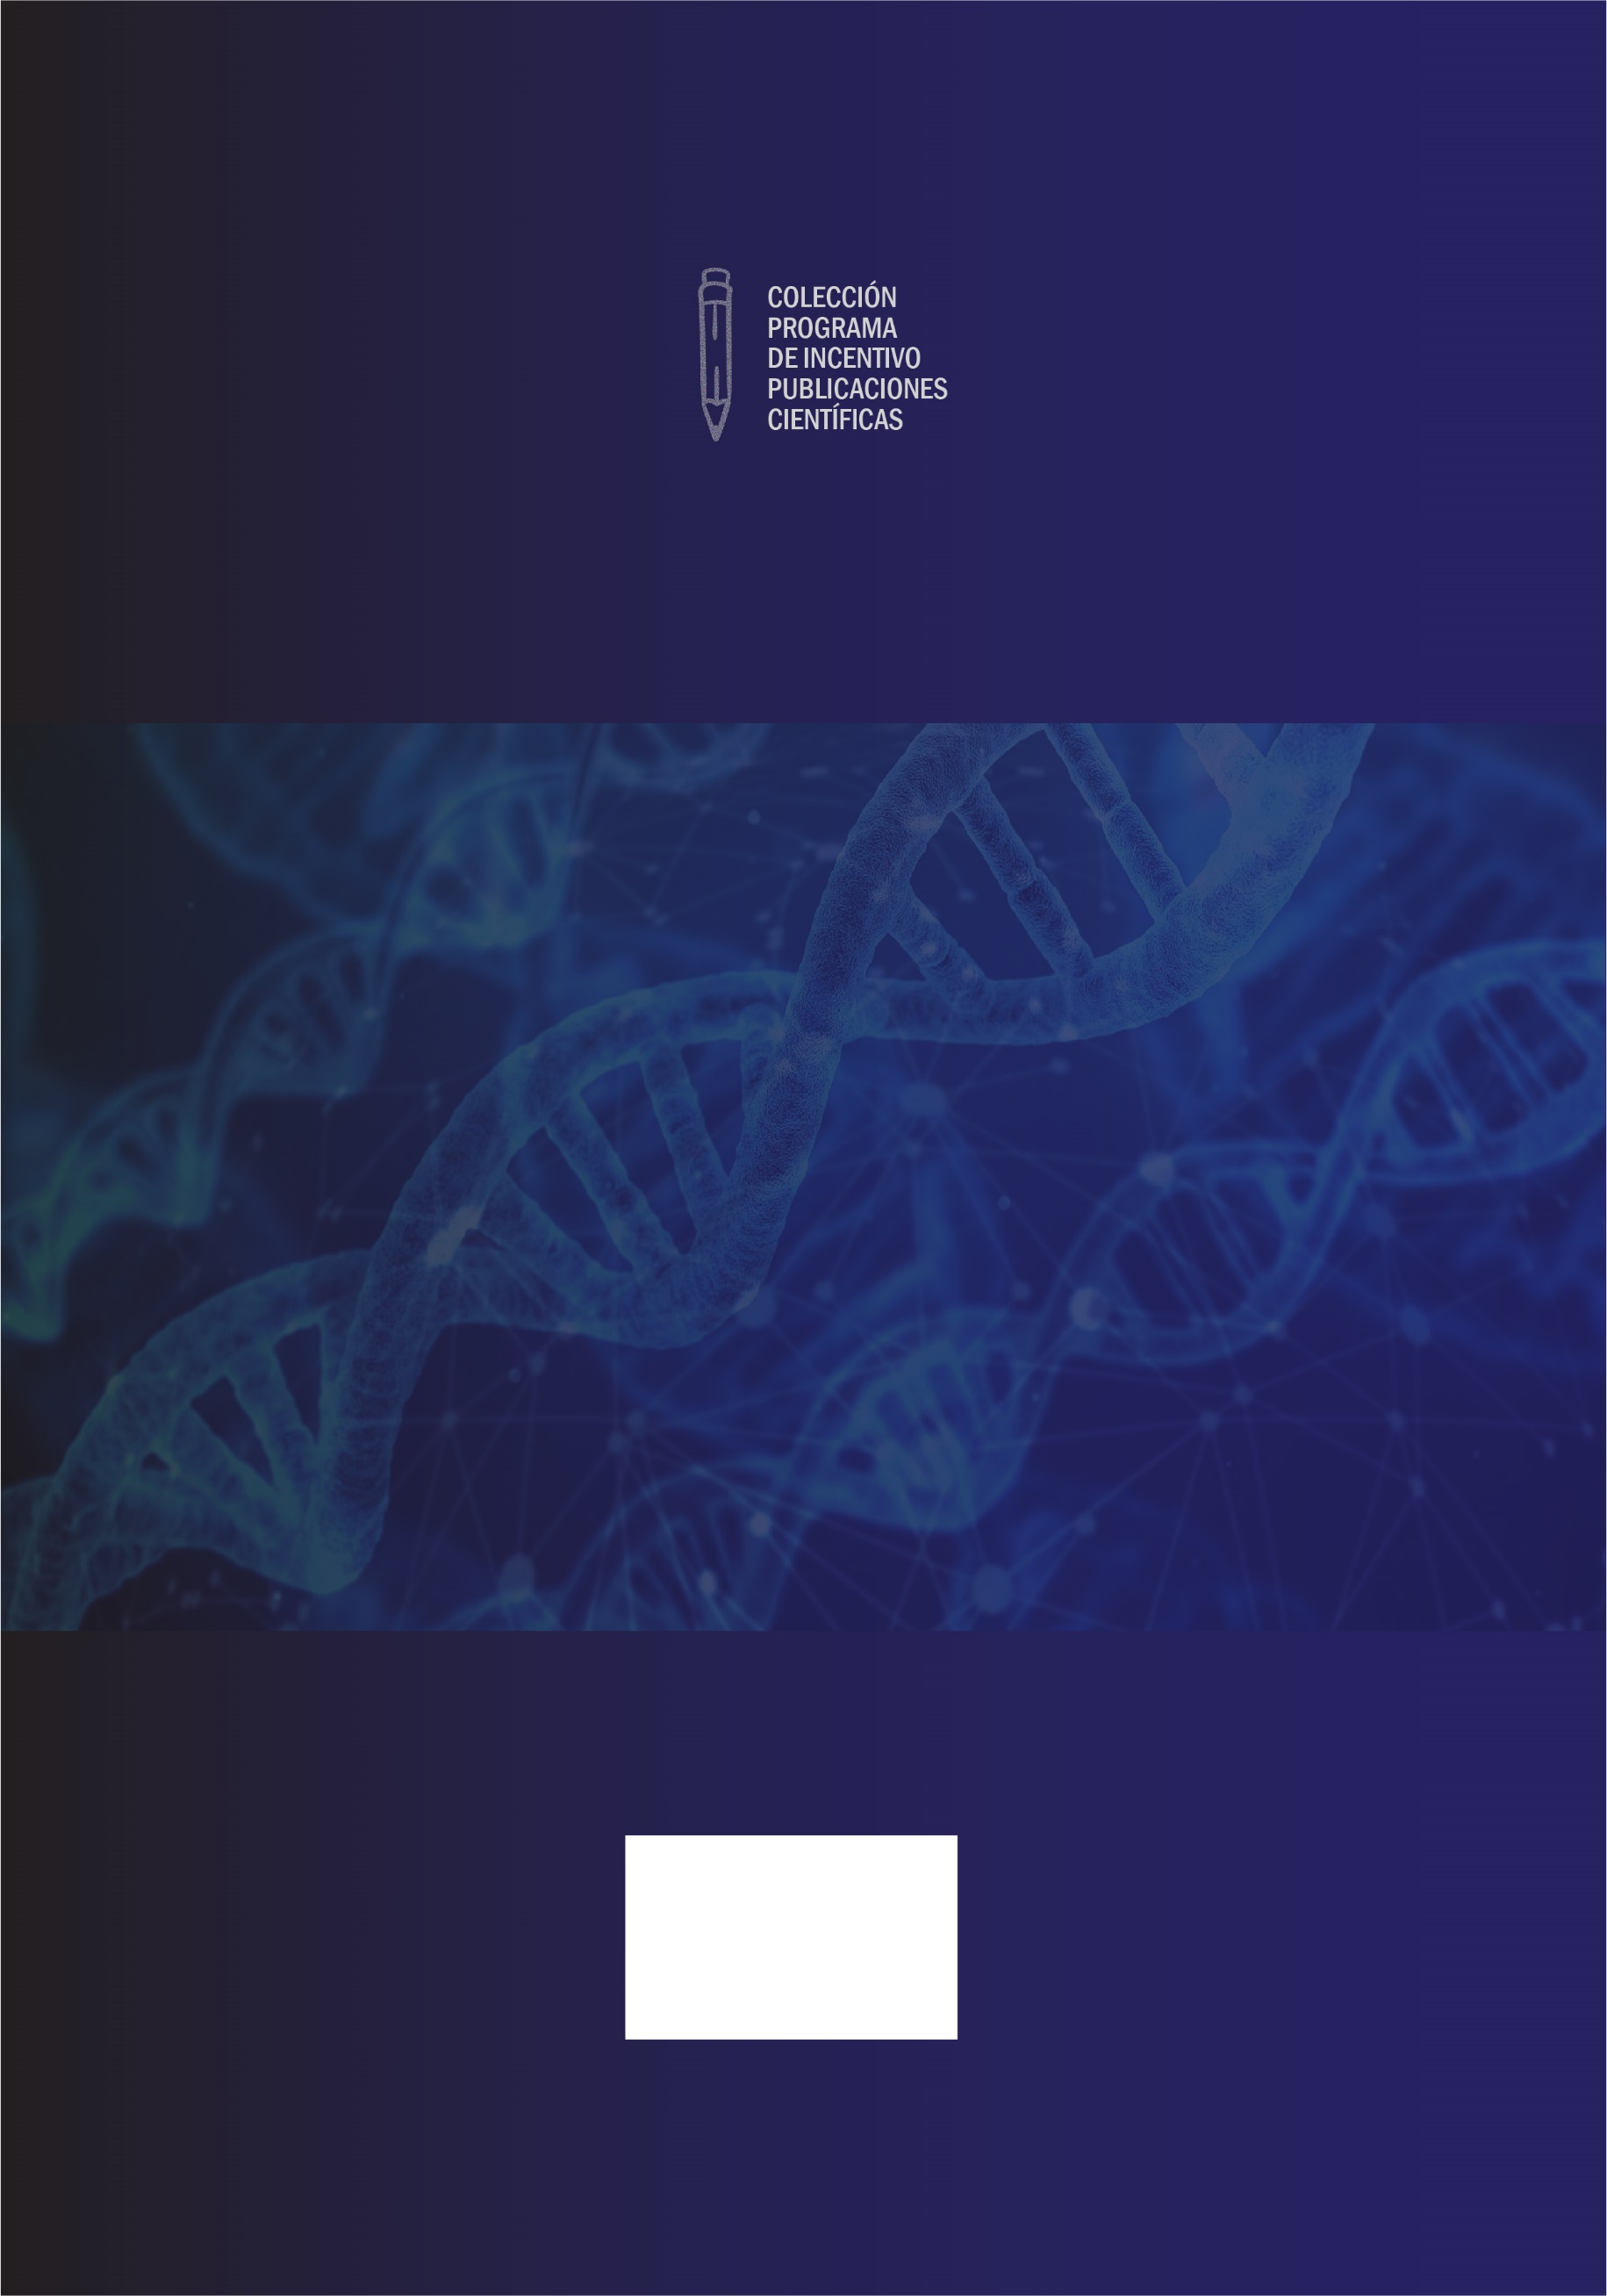 COLECCIÓN
PROGRAMA
DE INCENTIVO
PUBLICACIONES
CIENTÍFICAS